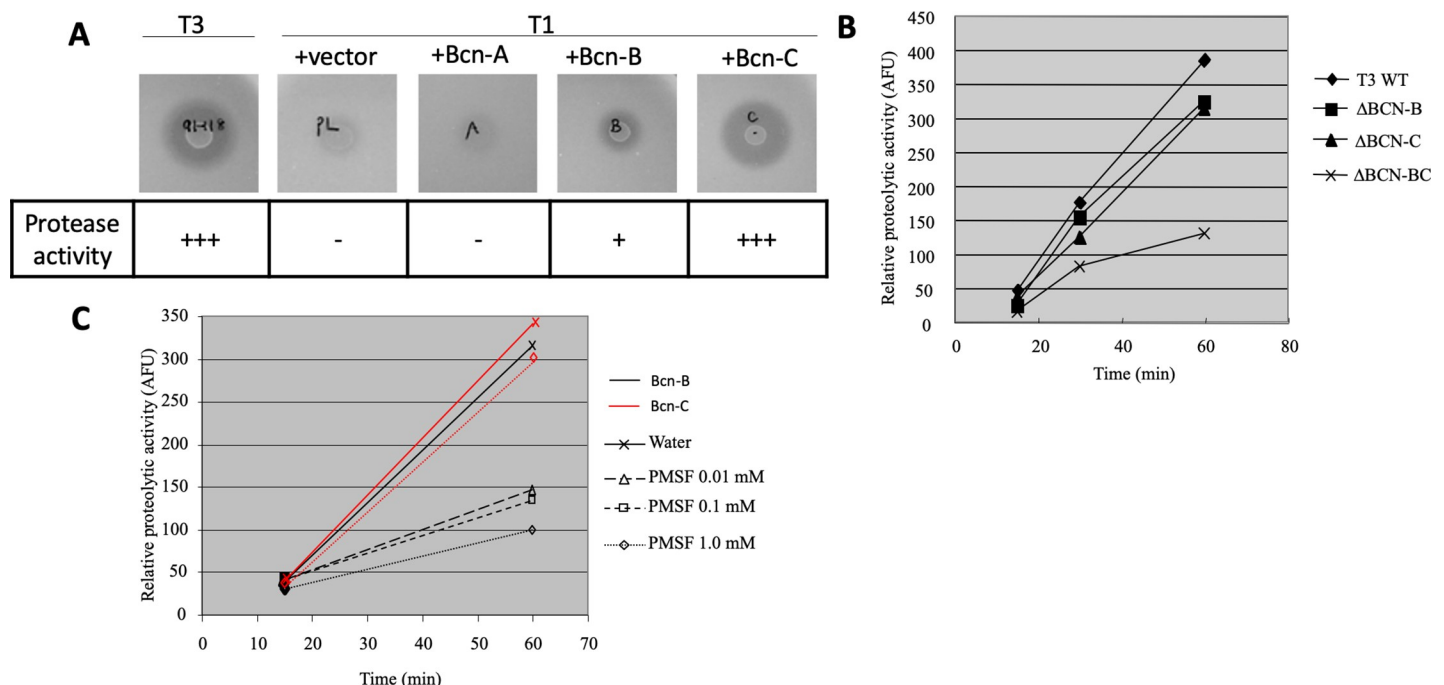 A
T3
T1
+vector
+Bcn-A
+Bcn-B
+Bcn-C
PL
A
B
C
Protease activity
+++
-
-
+
+++
B
Relative proteolytic activity (AFU)
450
400
350
300
250
200
150
100
50
0
0 20 40 60 80
Time (min)
T3 WT
ΔBCN-B
ΔBCN-C
ΔBCN-BC
C
Relative proteolytic activity (AFU)
350
300
250
200
150
100
50
0
0 10 20 30 40 50 60 70
Time (min)
Bcn-B
Bcn-C
Water
PMSF 0.01 mM
PMSF 0.1 mM
PMSF 1.0 mM